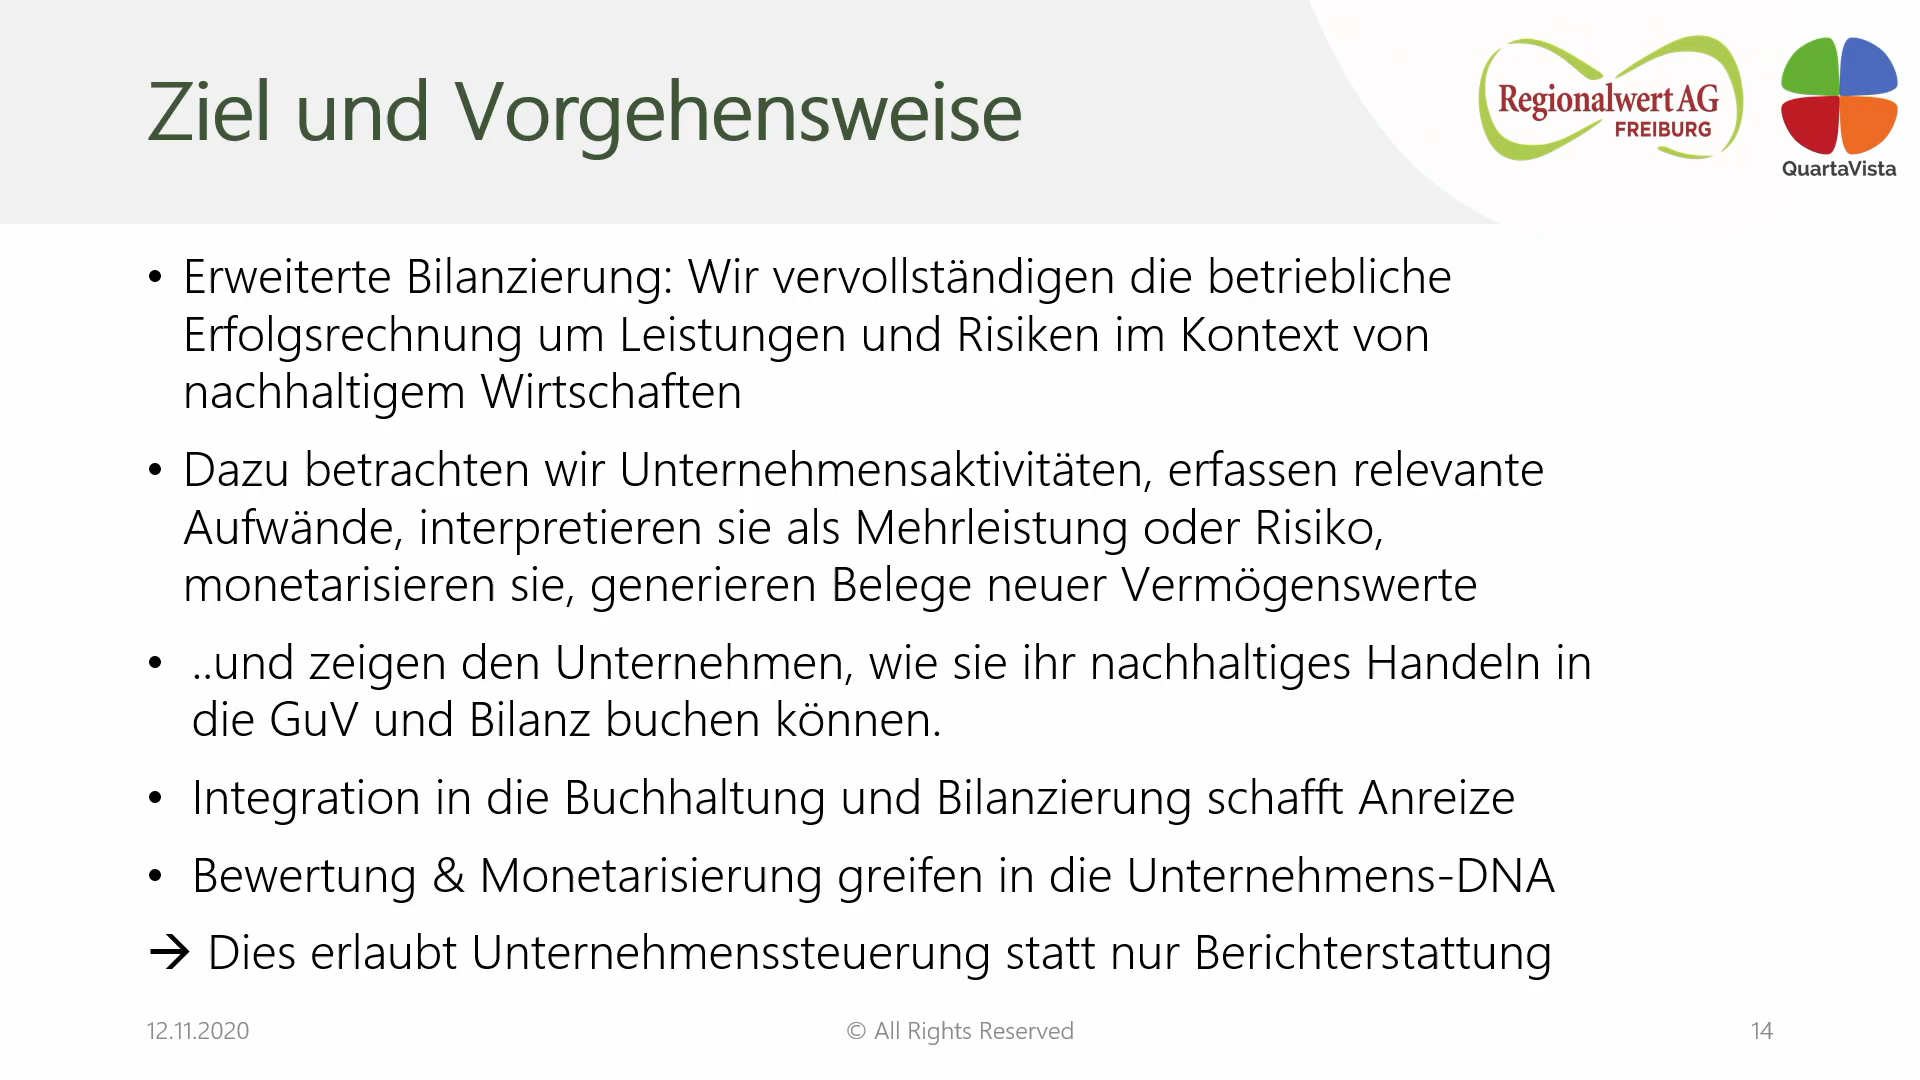 Ziel und Vorgehensweise
Regionalwert AG
FREIBURG
QuartaVista
• Erweiterte Bilanzierung: Wir vervollständigen die betriebliche
Erfolgsrechnung um Leistungen und Risiken im Kontext von
nachhaltigem Wirtschaften
• Dazu betrachten wir Unternehmensaktivitäten, erfassen relevante
Aufwände, interpretieren sie als Mehrleistung oder Risiko,
monetarisieren sie, generieren Belege neuer Vermögenswerte
• ..und zeigen den Unternehmen, wie sie ihr nachhaltiges Handeln in
die GuV und Bilanz buchen können.
• Integration in die Buchhaltung und Bilanzierung schafft Anreize
• Bewertung & Monetarisierung greifen in die Unternehmens-DNA
→ Dies erlaubt Unternehmenssteuerung statt nur Berichterstattung
12.11.2020
© All Rights Reserved
14